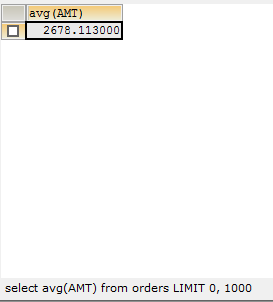 avg(AMT)
2678.113000
select avg(AMT) from orders LIMIT 0, 1000